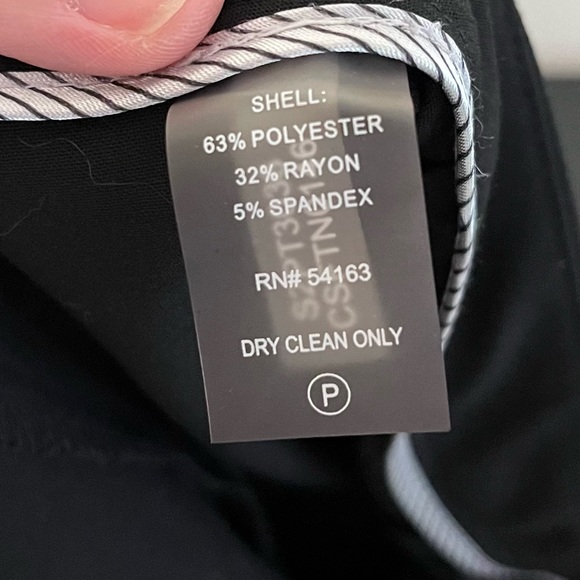 SHELL:
63% POLYESTER
32% RAYON
5% SPANDEX
RN# 54163
DRY CLEAN ONLY
P